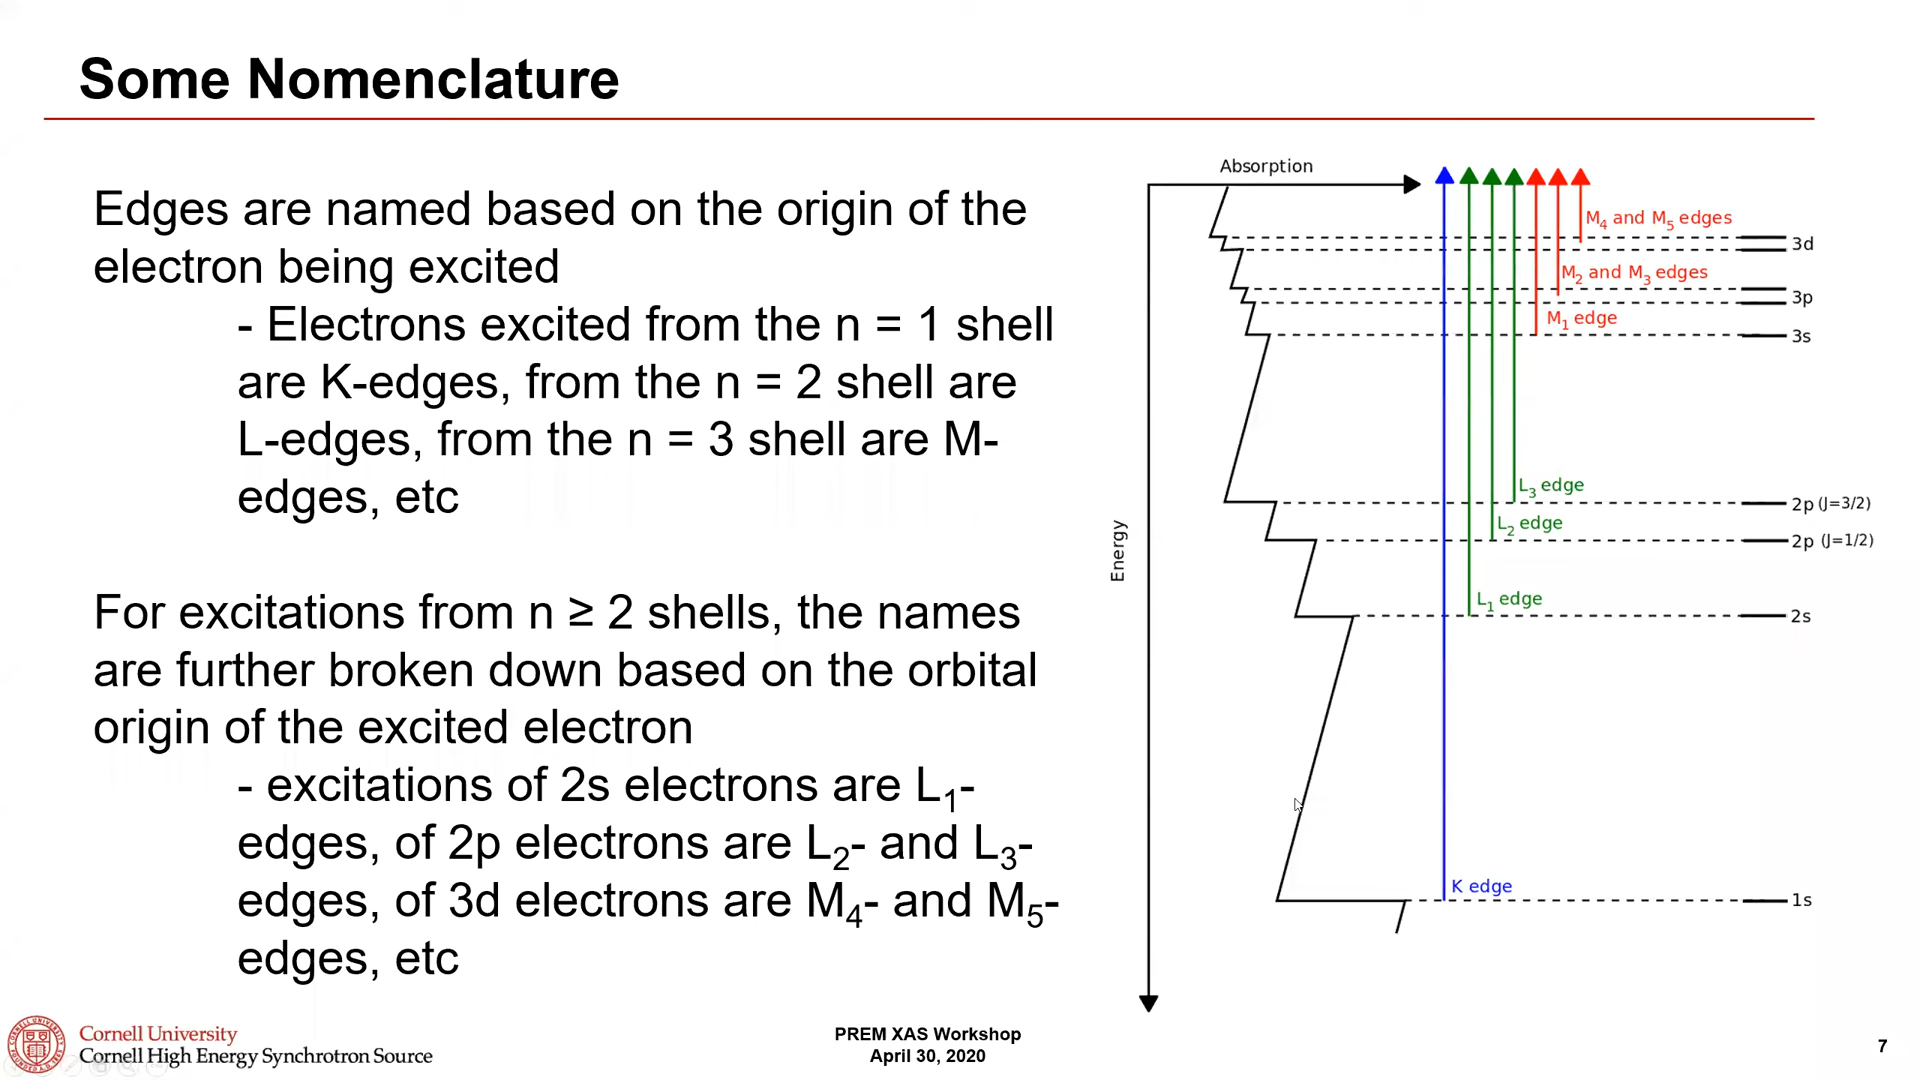 Some Nomenclature
Edges are named based on the origin of the
electron being excited
- Electrons excited from the n = 1 shell
are K-edges, from the n = 2 shell are
L-edges, from the n = 3 shell are M-
edges, etc
For excitations from n ≥ 2 shells, the names
are further broken down based on the orbital
origin of the excited electron
- excitations of 2s electrons are L₁-
edges, of 2p electrons are L₂- and L₃-
edges, of 3d electrons are M₄- and M₅-
edges, etc
Absorption
Energy
M₄ and M₅ edges
3d
M₂ and M₃ edges
3p
M₁ edge
3s
L₃ edge
2p (J=3/2)
L₂ edge
2p (J=1/2)
L₁ edge
2s
K edge
1s
Cornell University
Cornell High Energy Synchrotron Source
PREM XAS Workshop
April 30, 2020
7